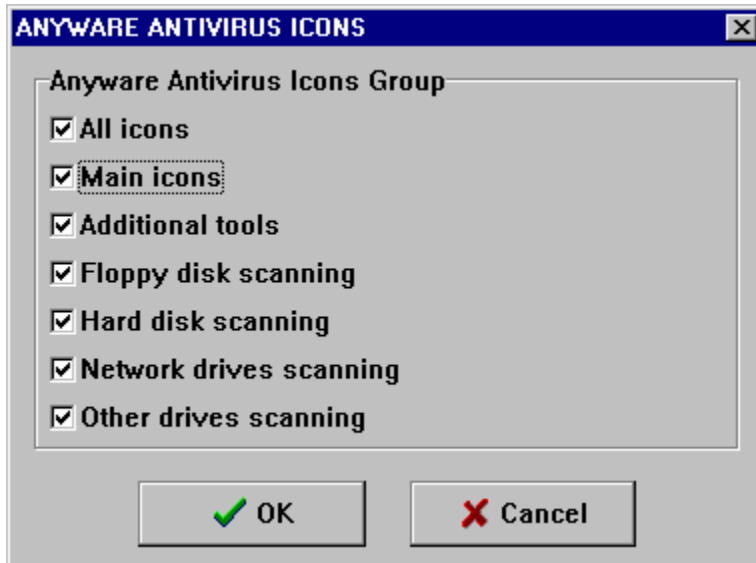 ANYWARE ANTIVIRUS ICONS
Anyware Antivirus Icons Group
All icons
Main icons
Additional tools
Floppy disk scanning
Hard disk scanning
Network drives scanning
Other drives scanning
OK
Cancel